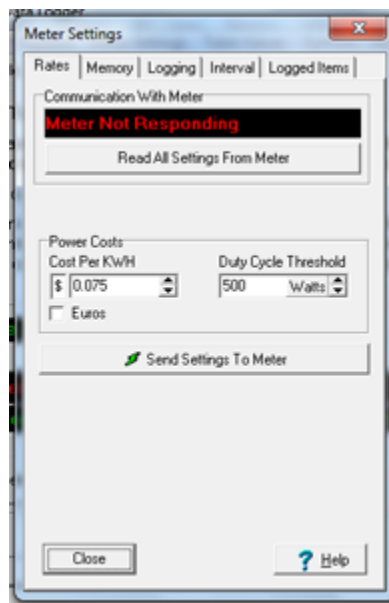 Data Logger
Meter Settings
Rates Memory Logging Interval Logged Items
Communication With Meter
Meter Not Responding
Read All Settings From Meter
Power Costs
Cost Per KWH Duty Cycle Threshold
$ 0.075 500 Watts
Euros
Send Settings To Meter
Close ? Help